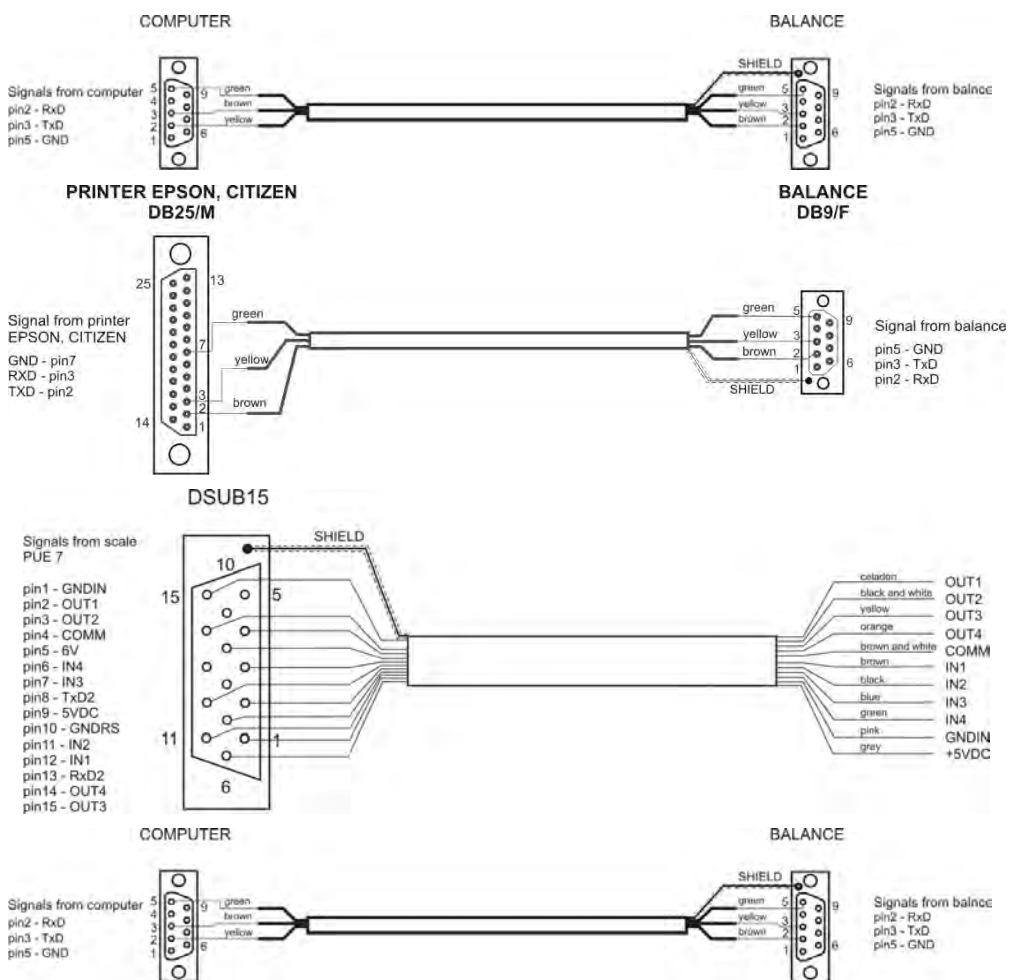 COMPUTER BALANCE
SHIELD
Signals from computer 5 9 green green 5 9 Signals from balnce
pin2 - RxD 4 brown yellow pin2 - RxD
pin3 - TxD 3 3 pin3 - TxD
pin5 - GND 2 6 yellow brown 2 6 pin5 - GND
1 1
PRINTER EPSON, CITIZEN BALANCE
DB25/M DB9/F
25 13
Signal from printer green green 5 9 Signal from balance
EPSON, CITIZEN
GND - pin7 7 yellow yellow 3 pin5 - GND
RXD - pin3 3 brown 2 6 pin3 - TxD
TXD - pin2 2 brown 1 pin2 - RxD
14 1 SHIELD
DSUB15
Signals from scale SHIELD
PUE 7
10
15 5
pin1 - GNDIN
pin2 - OUT1
pin3 - OUT2
pin4 - COMM
pin5 - 6V
pin6 - IN4
pin7 - IN3
pin8 - TxD2
pin9 - 5VDC
pin10 - GNDRS
pin11 - IN2
pin12 - IN1
pin13 - RxD2
pin14 - OUT4
pin15 - OUT3
11 1
6
celadon OUT1
black and white OUT2
yellow OUT3
orange OUT4
brown and white COMM
brown IN1
black IN2
blue IN3
green IN4
pink GNDIN
grey +5VDC
COMPUTER BALANCE
SHIELD
Signals from computer 5 9 green green 5 9 Signals from balnce
pin2 - RxD 4 brown yellow pin2 - RxD
pin3 - TxD 3 3 pin3 - TxD
pin5 - GND 2 6 yellow brown 2 6 pin5 - GND
1 1